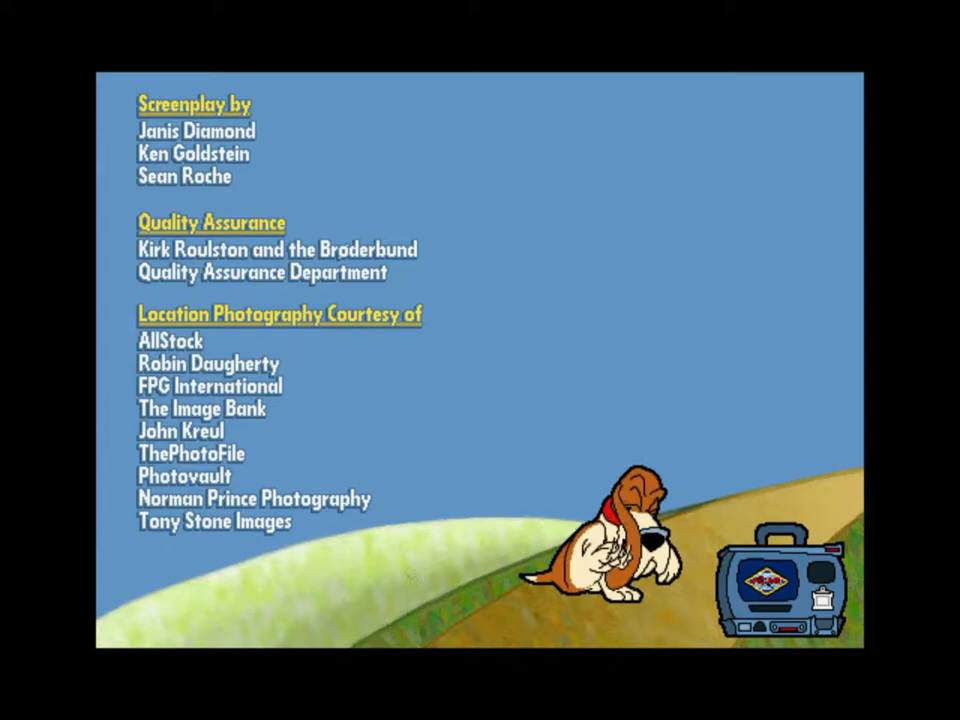 Screenplay by
Janis Diamond
Ken Goldstein
Sean Roche
Quality Assurance
Kirk Roulston and the Brøderbund
Quality Assurance Department
Location Photography Courtesy of
AllStock
Robin Daugherty
FPG International
The Image Bank
John Kreul
ThePhotoFile
Photovault
Norman Prince Photography
Tony Stone Images